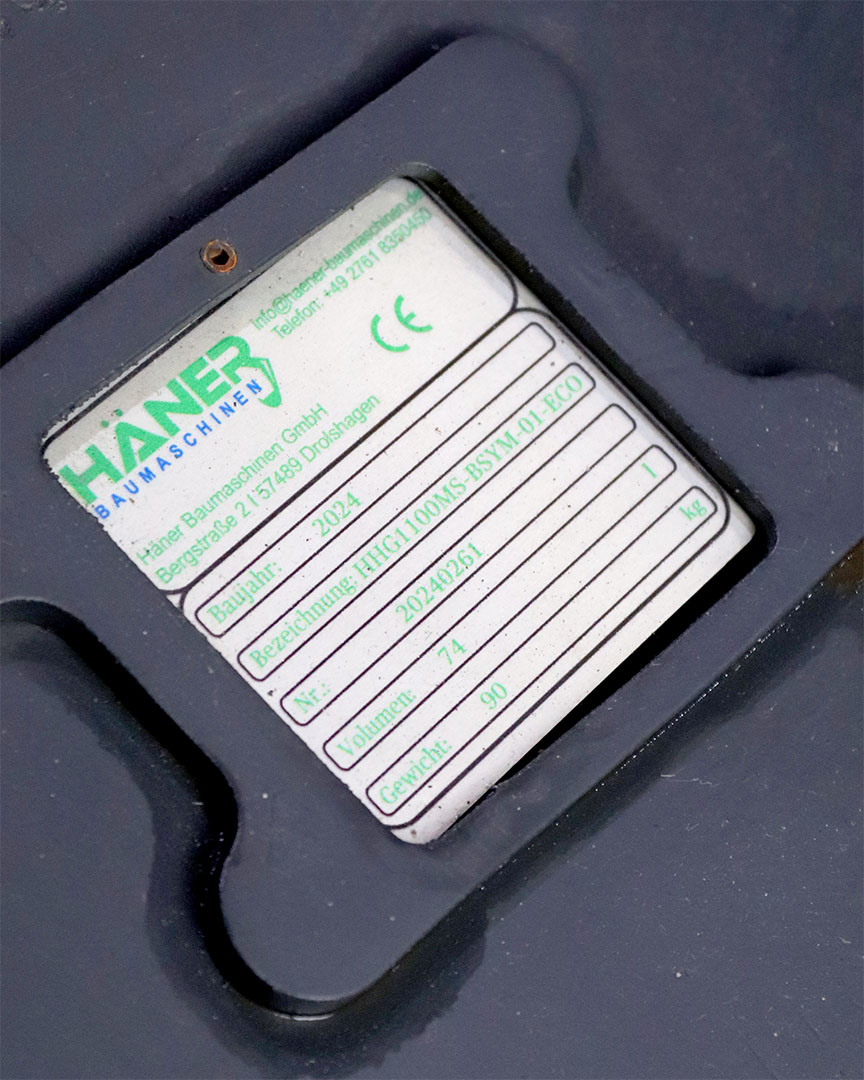 HÄNER
BAUMASCHINEN
Info@haener-baumaschinen.de
Telefon: +49 2761 8350450
Häner Baumaschinen GmbH
Bergstraße 2 | 57489 Drolshagen
CE
Baujahr: 2024
Bezeichnung: HHG1100MS-BSYM-01-ECO
Nr.: 20240261
Volumen: 74 l
Gewicht: 90 kg